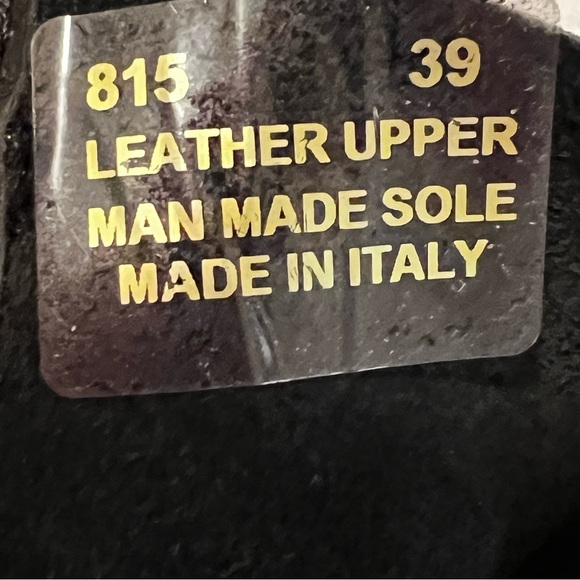 815 39
LEATHER UPPER
MAN MADE SOLE
MADE IN ITALY